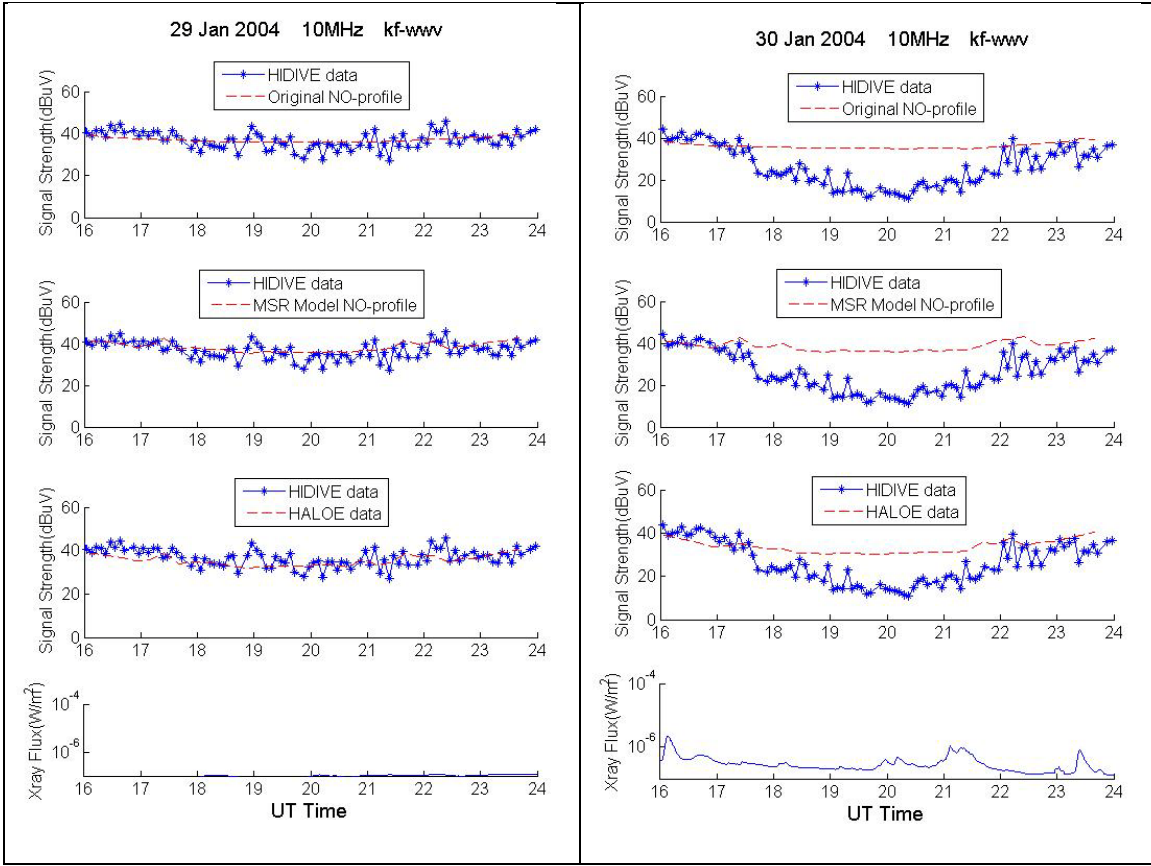 29 Jan 2004 10MHz kf-wwv
HIDIVE data
Original NO-profile
Signal Strength(dBuV)
60
40
20
0
16 17 18 19 20 21 22 23 24
HIDIVE data
MSR Model NO-profile
Signal Strength(dBuV)
60
40
20
0
16 17 18 19 20 21 22 23 24
HIDIVE data
HALOE data
Signal Strength(dBuV)
60
40
20
0
16 17 18 19 20 21 22 23 24
Xray Flux(W/m²)
10⁻⁴
10⁻⁶
16 17 18 19 20 21 22 23 24
UT Time
30 Jan 2004 10MHz kf-wwv
HIDIVE data
Original NO-profile
Signal Strength(dBuV)
60
40
20
0
16 17 18 19 20 21 22 23 24
HIDIVE data
MSR Model NO-profile
Signal Strength(dBuV)
60
40
20
0
16 17 18 19 20 21 22 23 24
HIDIVE data
HALOE data
Signal Strength(dBuV)
60
40
20
0
16 17 18 19 20 21 22 23 24
Xray Flux(W/m²)
10⁻⁴
10⁻⁶
16 17 18 19 20 21 22 23 24
UT Time